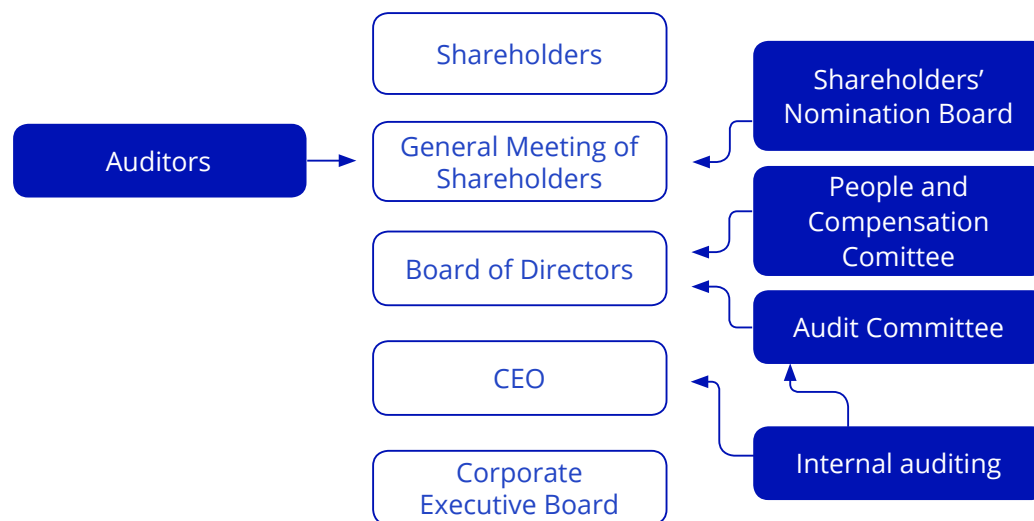 Shareholders
Shareholders’
Nomination Board
Auditors
General Meeting of
Shareholders
People and
Compensation
Comittee
Board of Directors
Audit Committee
CEO
Internal auditing
Corporate
Executive Board